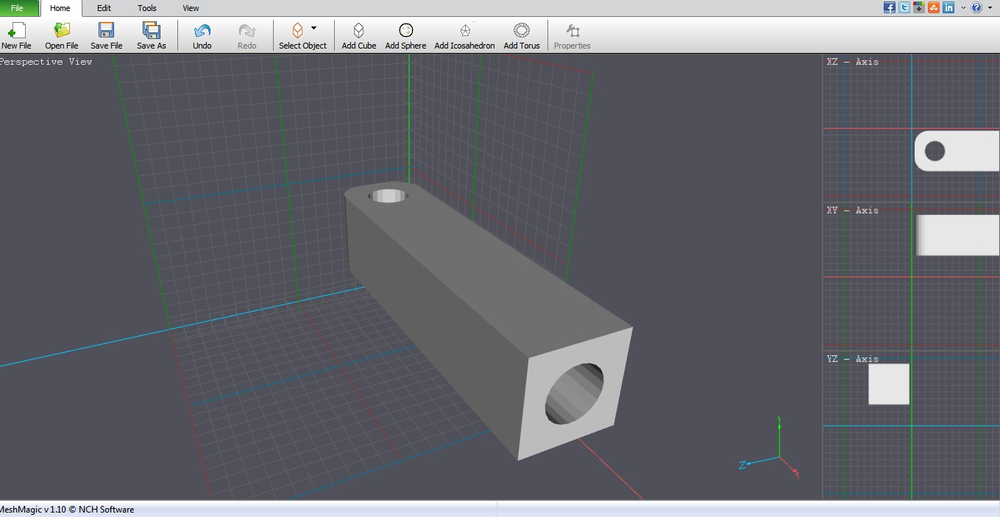 File Home Edit Tools View
New File Open File Save File Save As Undo Redo Select Object Add Cube Add Sphere Add Icosahedron Add Torus Properties
Perspective View
XZ - Axis
XY - Axis
YZ - Axis
Y
Z
X
MeshMagic v 1.10 © NCH Software